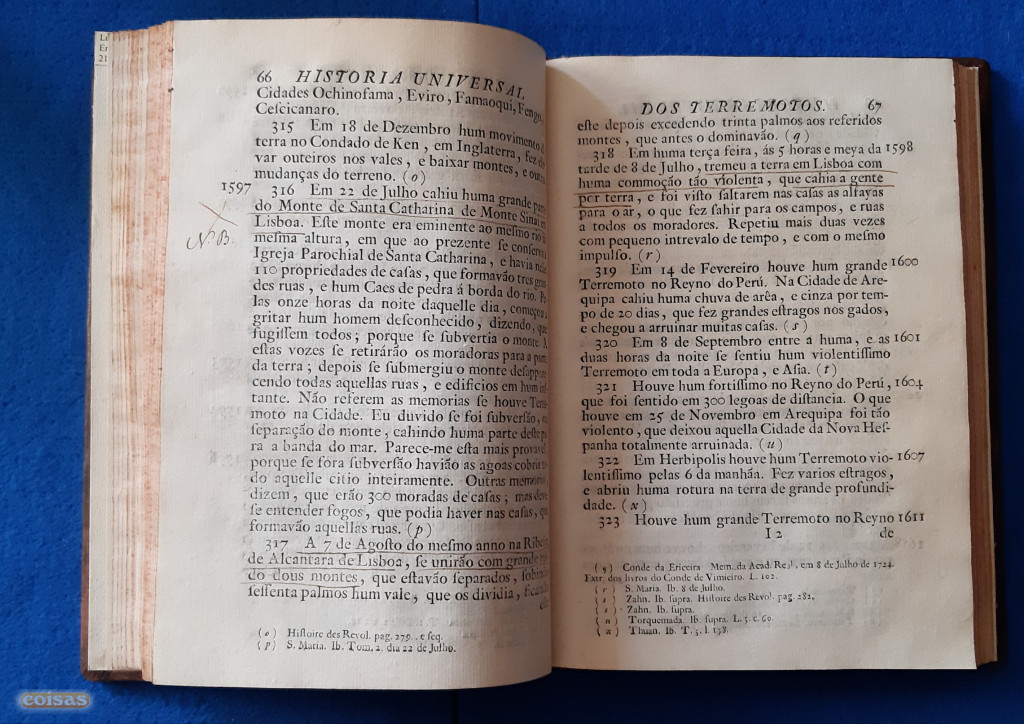 66 HISTORIA UNIVERSAL
Cidades Ochinofama, Eviro, Famaoqui, Fengo,
Cefcicanaro.
315 Em 18 de Dezembro hum movimento
terra no Condado de Ken, em Inglaterra, fez
var outeiros nos vales, e baixar montes, e
mudanças do terreno. (o)
1597 316 Em 22 de Julho cahiu huma grande
do Monte de Santa Catharina de Monte Sinai
N. B.
Lisboa. Eſte monte era eminente ao meſmo rio
meſma altura, em que ao prezente ſe conſerva
Igreja Parochial de Santa Catharina, e havia
110 propriedades de caſas, que formavão tres
des ruas, e hum Caes de pedra á borda do rio.
las onze horas da noite daquelle dia, começou
gritar hum homem deſconhecido, dizendo, que
fugiſſem todos; porque ſe ſubvertia o monte.
eſtas vozes ſe retirárão os moradoras para a
da terra; depois ſe ſubmergiu o monte
cendo todas aquellas ruas, e edificios em hum
tante. Não referem as memorias ſe houve
moto na Cidade. Eu duvido ſe foi ſubverſão,
ſeparação do monte, cahindo huma parte
ra a banda do mar. Parece-me eſta mais
porque ſe fora ſubverſão havião as agoas
do aquelle citio inteiramente. Outras
dizem, que erão 300 moradas de caſas; mas
ſe entender fogos, que podia haver nas caſas,
formavão aquellas ruas. (p)
317 A 7 de Agoſto do meſmo anno na
de Alcantara de Lisboa, ſe unirão com grande
do dous montes, que eſtavão ſeparados,
ſeſſenta palmos hum vale, que os dividia,
(o) Hiſtoire des Revol. pag. 279. e ſeq.
(p) S. Maria. Ib. Tom. 2. dia 22 de Julho.
DOS TERREMOTOS. 67
eſte depois excedendo trinta palmos aos referidos
montes, que antes o dominavão. (q)
318 Em huma terça feira, ás 5 horas e meya da 1598
tarde de 8 de Julho, tremeu a terra em Lisboa com
huma commoção tão violenta, que cahia a gente
por terra, e foi viſto ſaltarem nas caſas as alfayas
para o ar, o que fez ſahir para os campos, e ruas
a todos os moradores. Repetiu mais duas vezes
com pequeno intrevalo de tempo, e com o meſmo
impulſo. (r)
319 Em 14 de Fevereiro houve hum grande 1600
Terremoto no Reyno do Perú. Na Cidade de Are-
quipa cahiu huma chuva de arêa, e cinza por tem-
po de 20 dias, que fez grandes eſtragos nos gados,
e chegou a arruinar muitas caſas. (s)
320 Em 8 de Septembro entre a huma, e as 1601
duas horas da noite ſe ſentiu hum violentiſſimo
Terremoto em toda a Europa, e Aſia. (t)
321 Houve hum fortiſſimo no Reyno do Perú, 1604
que foi ſentido em 300 legoas de diſtancia. O que
houve em 25 de Novembro em Arequipa foi tão
violento, que deixou aquella Cidade da Nova Heſ-
panha totalmente arruinada. (u)
322 Em Herbipolis houve hum Terremoto vio- 1607
lentiſſimo pelas 6 da manhãa. Fez varios eſtragos,
e abriu huma rotura na terra de grande profundi-
dade. (x)
323 Houve hum grande Terremoto no Reyno 1611
I 2 de
(q) Conde da Ericeira Mem. da Acad. Real, em 8 de Julho de 1724.
Extr. dos livros do Conde de Vimieiro. L. 102.
(r) S. Maria. Ib. 8 de Julho.
(s) Zahn. Ib. ſupra. Hiſtoire des Revol. pag. 282.
(t) Zahn. Ib. ſupra.
(u) Torquemada. Ib. ſupra. L. 5. c. 60.
(x) Thuan. Ib. T. 3. l. 138.
coisas